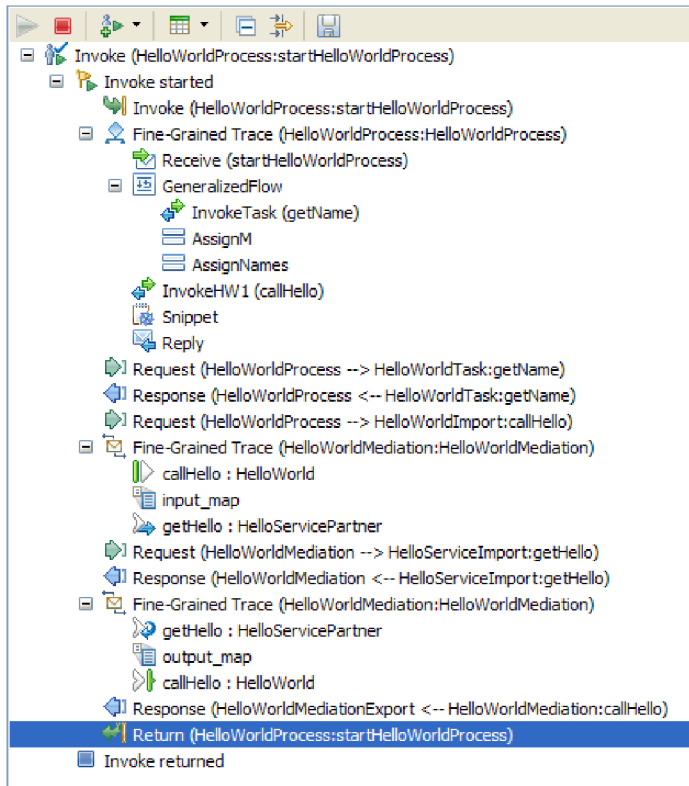 Invoke (HelloWorldProcess:startHelloWorldProcess)
Invoke started
Invoke (HelloWorldProcess:startHelloWorldProcess)
Fine-Grained Trace (HelloWorldProcess:HelloWorldProcess)
Receive (startHelloWorldProcess)
GeneralizedFlow
InvokeTask (getName)
AssignM
AssignNames
InvokeHW1 (callHello)
Snippet
Reply
Request (HelloWorldProcess --> HelloWorldTask:getName)
Response (HelloWorldProcess <-- HelloWorldTask:getName)
Request (HelloWorldProcess --> HelloWorldImport:callHello)
Fine-Grained Trace (HelloWorldMediation:HelloWorldMediation)
callHello : HelloWorld
input_map
getHello : HelloServicePartner
Request (HelloWorldMediation --> HelloServiceImport:getHello)
Response (HelloWorldMediation <-- HelloServiceImport:getHello)
Fine-Grained Trace (HelloWorldMediation:HelloWorldMediation)
getHello : HelloServicePartner
output_map
callHello : HelloWorld
Response (HelloWorldMediationExport <-- HelloWorldMediation:callHello)
Return (HelloWorldProcess:startHelloWorldProcess)
Invoke returned